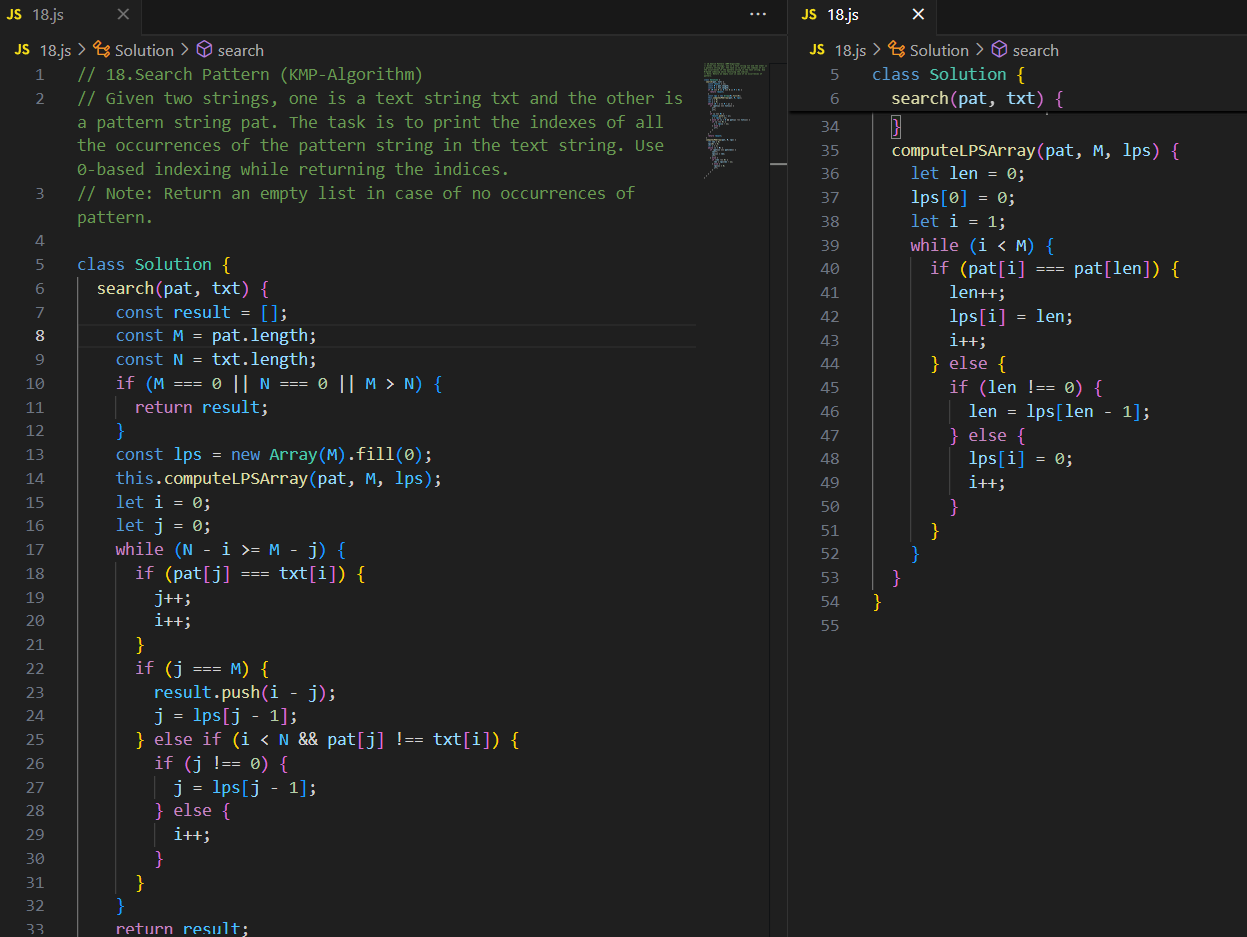 JS 18.js
JS 18.js > Solution > search
1 // 18.Search Pattern (KMP-Algorithm)
2 // Given two strings, one is a text string txt and the other is
a pattern string pat. The task is to print the indexes of all
the occurrences of the pattern string in the text string. Use
0-based indexing while returning the indices.
3 // Note: Return an empty list in case of no occurrences of
pattern.
4
5 class Solution {
6 search(pat, txt) {
7 const result = [];
8 const M = pat.length;
9 const N = txt.length;
10 if (M === 0 || N === 0 || M > N) {
11 return result;
12 }
13 const lps = new Array(M).fill(0);
14 this.computeLPSArray(pat, M, lps);
15 let i = 0;
16 let j = 0;
17 while (N - i >= M - j) {
18 if (pat[j] === txt[i]) {
19 j++;
20 i++;
21 }
22 if (j === M) {
23 result.push(i - j);
24 j = lps[j - 1];
25 } else if (i < N && pat[j] !== txt[i]) {
26 if (j !== 0) {
27 j = lps[j - 1];
28 } else {
29 i++;
30 }
31 }
32 }
33 return result;
JS 18.js
JS 18.js > Solution > search
5 class Solution {
6 search(pat, txt) {
34 }
35 computeLPSArray(pat, M, lps) {
36 let len = 0;
37 lps[0] = 0;
38 let i = 1;
39 while (i < M) {
40 if (pat[i] === pat[len]) {
41 len++;
42 lps[i] = len;
43 i++;
44 } else {
45 if (len !== 0) {
46 len = lps[len - 1];
47 } else {
48 lps[i] = 0;
49 i++;
50 }
51 }
52 }
53 }
54 }
55